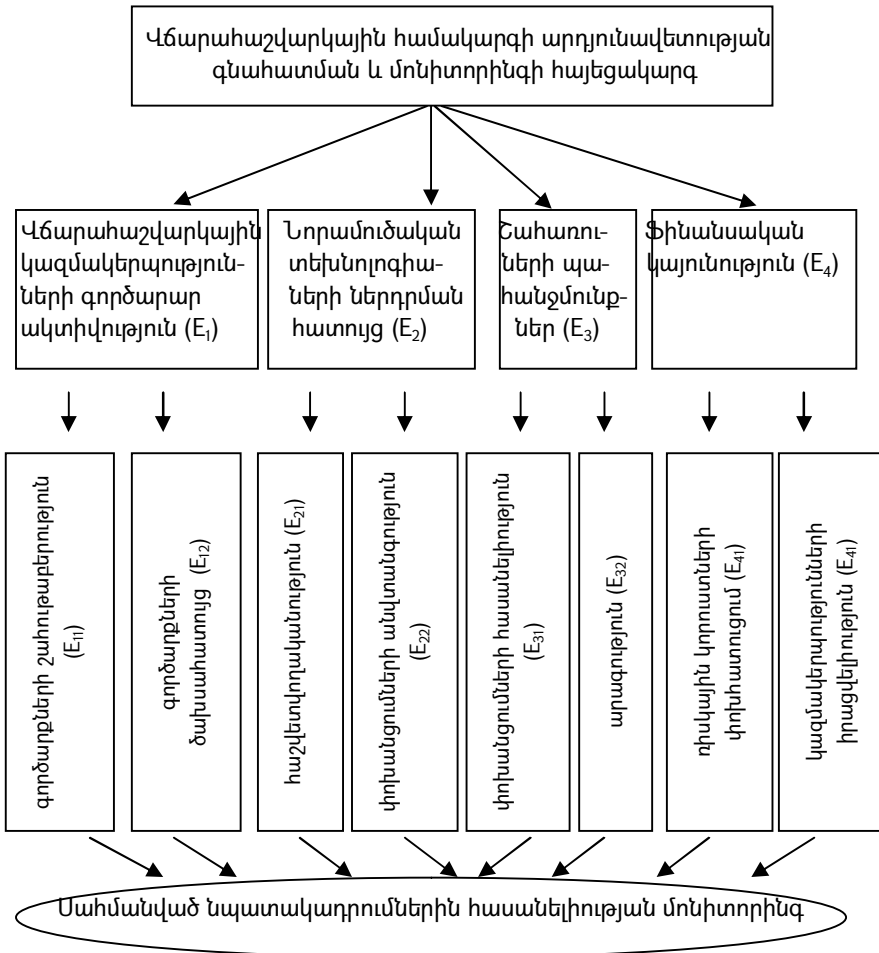 Վճարահաշվարկային համակարգի արդյունավետության
գնահատման և մոնիտորինգի հայեցակարգ
Վճարահաշվարկային
կազմակերպություն-
ների գործարար
ակտիվություն (E₁)
Նորամուծական
տեխնոլոգիա-
ների ներդրման
հատույց (E₂)
Շահառու-
ների պա-
հանջմունք-
ներ (E₃)
Ֆինանսական
կայունություն (E₄)
գործարքների շահութաբերություն
(E₁₁)
գործարքների
ծախսահատույց (E₁₂)
հաշվետվողականություն (E₂₁)
փոխանցումների անվտանգություն
(E₂₂)
փոխանցումների հասանելիություն
(E₃₁)
արագություն (E₃₂)
ռիսկային կորուստների
փոխհատուցում (E₄₁)
կազմակերպությունների
իրացվելիություն (E₄₁)
Սահմանված նպատակադրումներին հասանելիության մոնիտորինգ